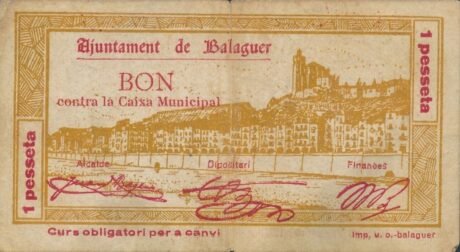 Ajuntament de Balaguer
BON
contra la Caixa Municipal
1 pesseta
1 pesseta
Alcalde Dipositari Finances
Curs obligatori per a canvi
Imp. u. o.-balaguer